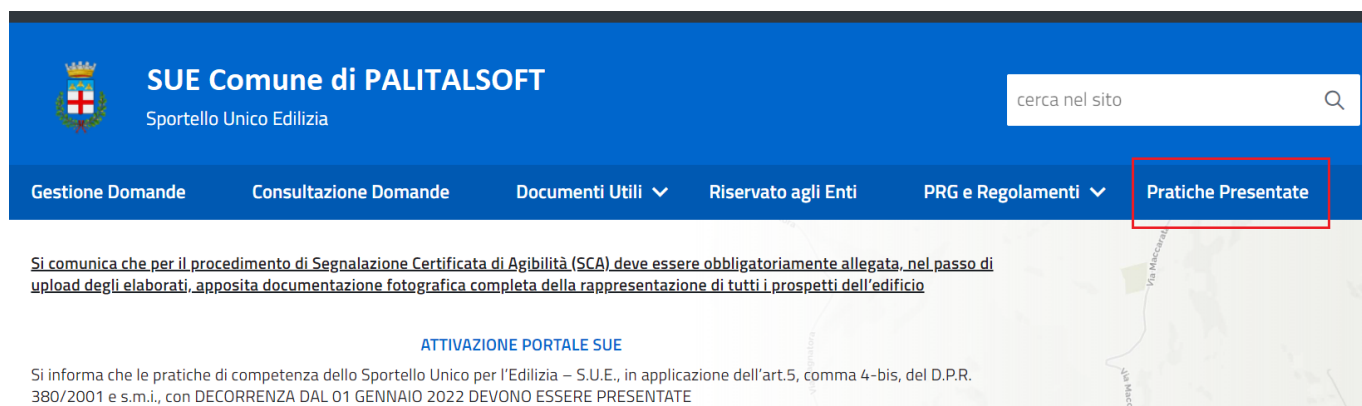 SUE Comune di PALITALSOFT
Sportello Unico Edilizia
cerca nel sito
Gestione Domande Consultazione Domande Documenti Utili Riservato agli Enti PRG e Regolamenti Pratiche Presentate
Si comunica che per il procedimento di Segnalazione Certificata di Agibilità (SCA) deve essere obbligatoriamente allegata, nel passo di
upload degli elaborati, apposita documentazione fotografica completa della rappresentazione di tutti i prospetti dell'edificio
Via Maccarata
ATTIVAZIONE PORTALE SUE
Si informa che le pratiche di competenza dello Sportello Unico per l'Edilizia – S.U.E., in applicazione dell'art.5, comma 4-bis, del D.P.R.
380/2001 e s.m.i., con DECORRENZA DAL 01 GENNAIO 2022 DEVONO ESSERE PRESENTATE